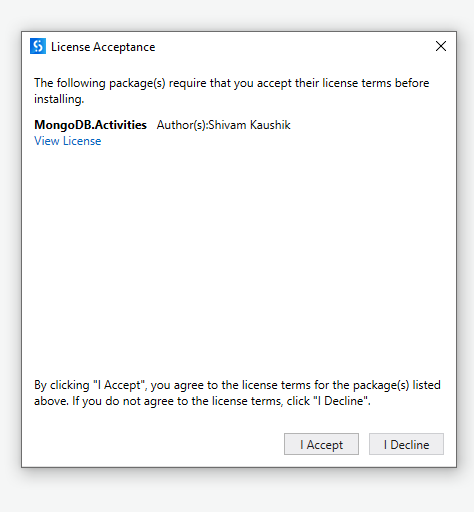 License Acceptance
The following package(s) require that you accept their license terms before
installing.
MongoDB.Activities Author(s):Shivam Kaushik
View License
By clicking "I Accept", you agree to the license terms for the package(s) listed
above. If you do not agree to the license terms, click "I Decline".
I Accept I Decline